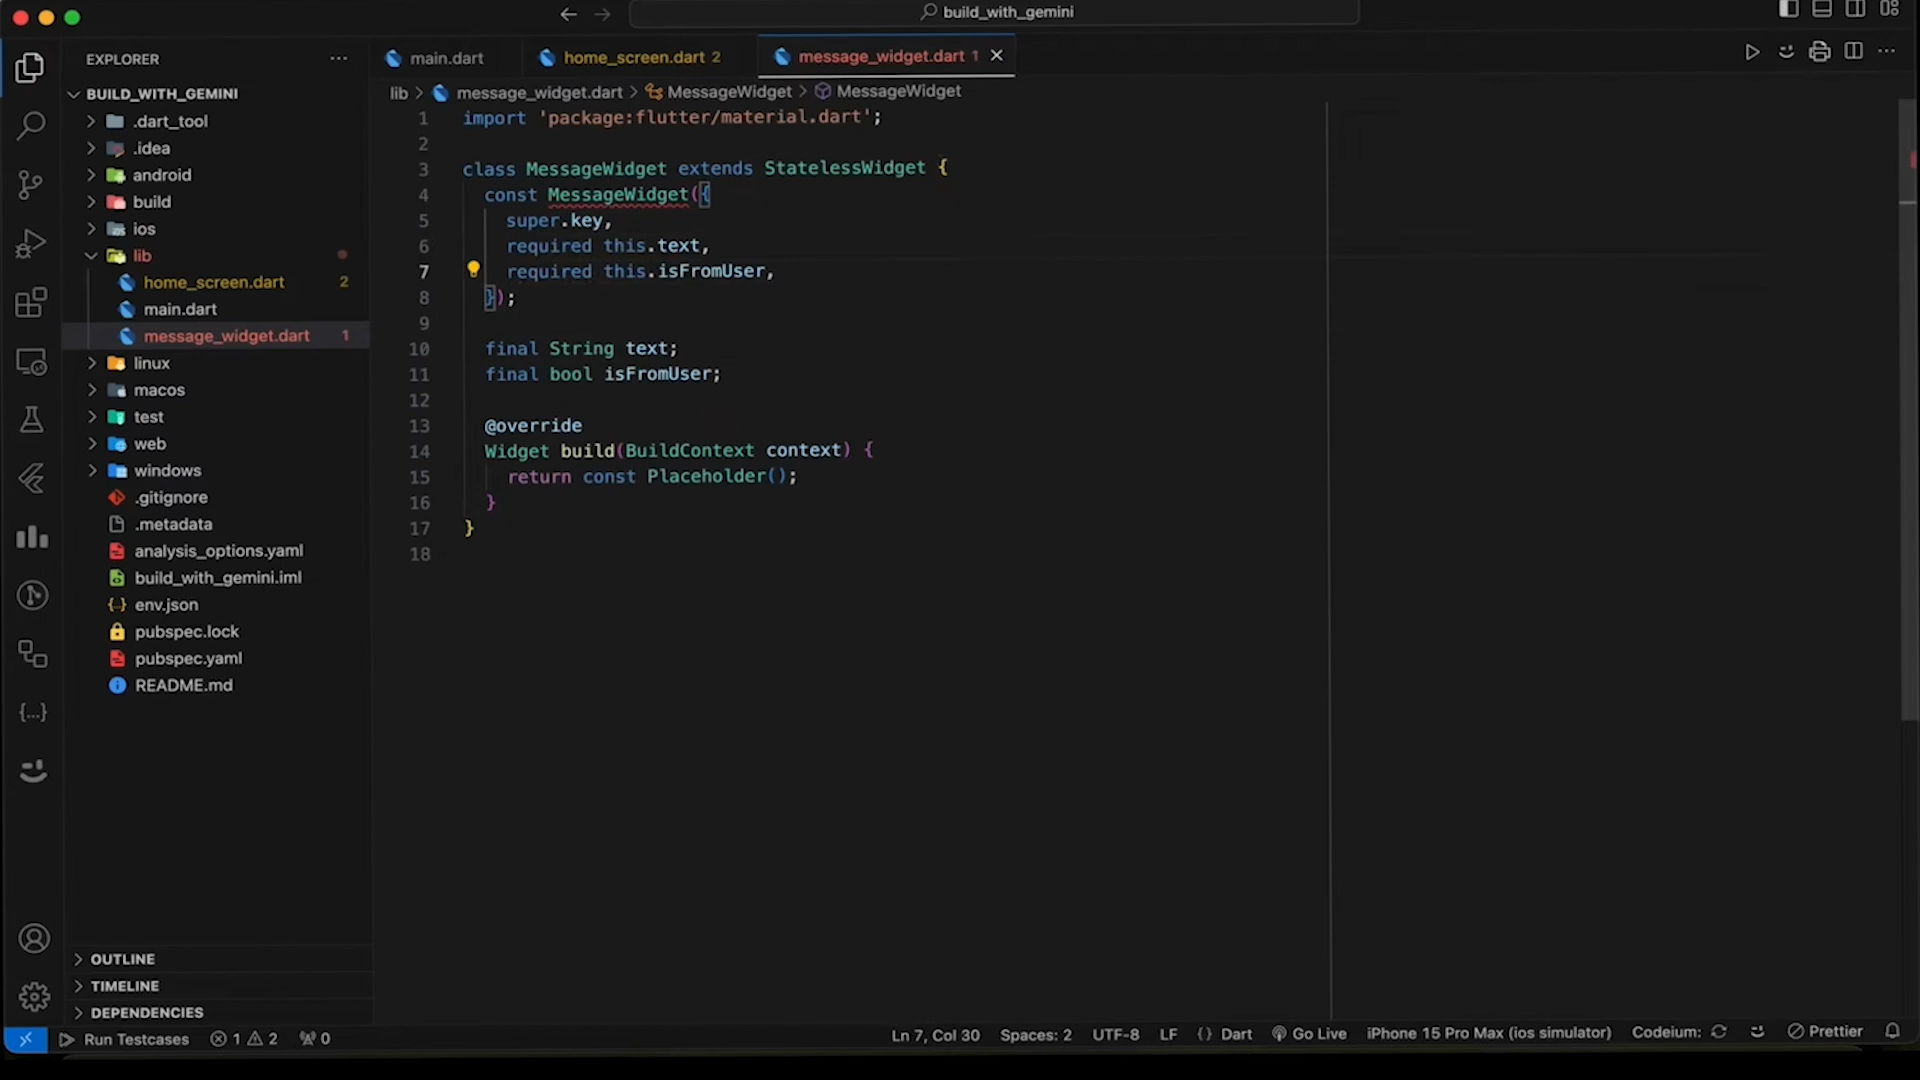 build_with_gemini
EXPLORER
main.dart
home_screen.dart 2
message_widget.dart 1
BUILD_WITH_GEMINI
.dart_tool
.idea
android
build
ios
lib
home_screen.dart 2
main.dart
message_widget.dart 1
linux
macos
test
web
windows
.gitignore
.metadata
analysis_options.yaml
build_with_gemini.iml
env.json
pubspec.lock
pubspec.yaml
README.md
OUTLINE
TIMELINE
DEPENDENCIES
lib > message_widget.dart > MessageWidget > MessageWidget
1 import 'package:flutter/material.dart';
2
3 class MessageWidget extends StatelessWidget {
4 const MessageWidget({
5 super.key,
6 required this.text,
7 required this.isFromUser,
8 });
9
10 final String text;
11 final bool isFromUser;
12
13 @override
14 Widget build(BuildContext context) {
15 return const Placeholder();
16 }
17 }
18
Run Testcases 1 2 0 Ln 7, Col 30 Spaces: 2 UTF-8 LF {} Dart Go Live iPhone 15 Pro Max (ios simulator) Codeium: Prettier